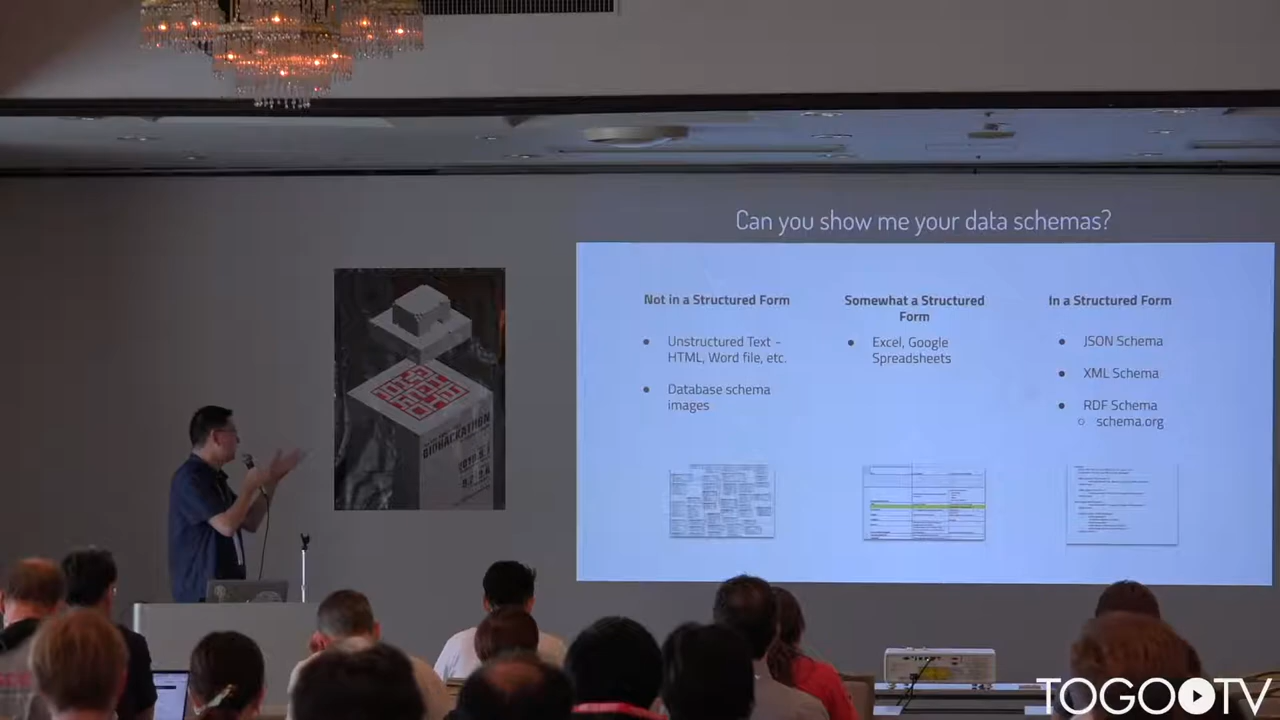 Can you show me your data schemas?
Not in a Structured Form
Unstructured Text -
HTML, Word file, etc.
Database schema
images
Somewhat a Structured
Form
Excel, Google
Spreadsheets
In a Structured Form
JSON Schema
XML Schema
RDF Schema
schema.org
BIOHACKATHON
TOGO TV